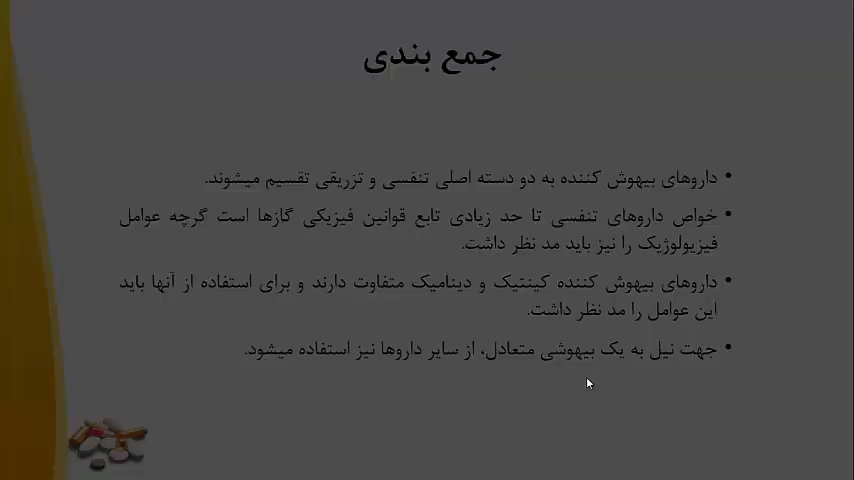 جمع بندی
• داروهای بیهوش کننده به دو دسته اصلی تنفسی و تزریقی تقسیم میشوند.
• خواص داروهای تنفسی تا حد زیادی تابع قوانین فیزیکی گازها است گرچه عوامل
فیزیولوژیک را نیز باید مد نظر داشت.
• داروهای بیهوش کننده کینتیک و دینامیک متفاوت دارند و برای استفاده از آنها باید
این عوامل را مد نظر داشت.
• جهت نیل به یک بیهوشی متعادل، از سایر داروها نیز استفاده میشود.